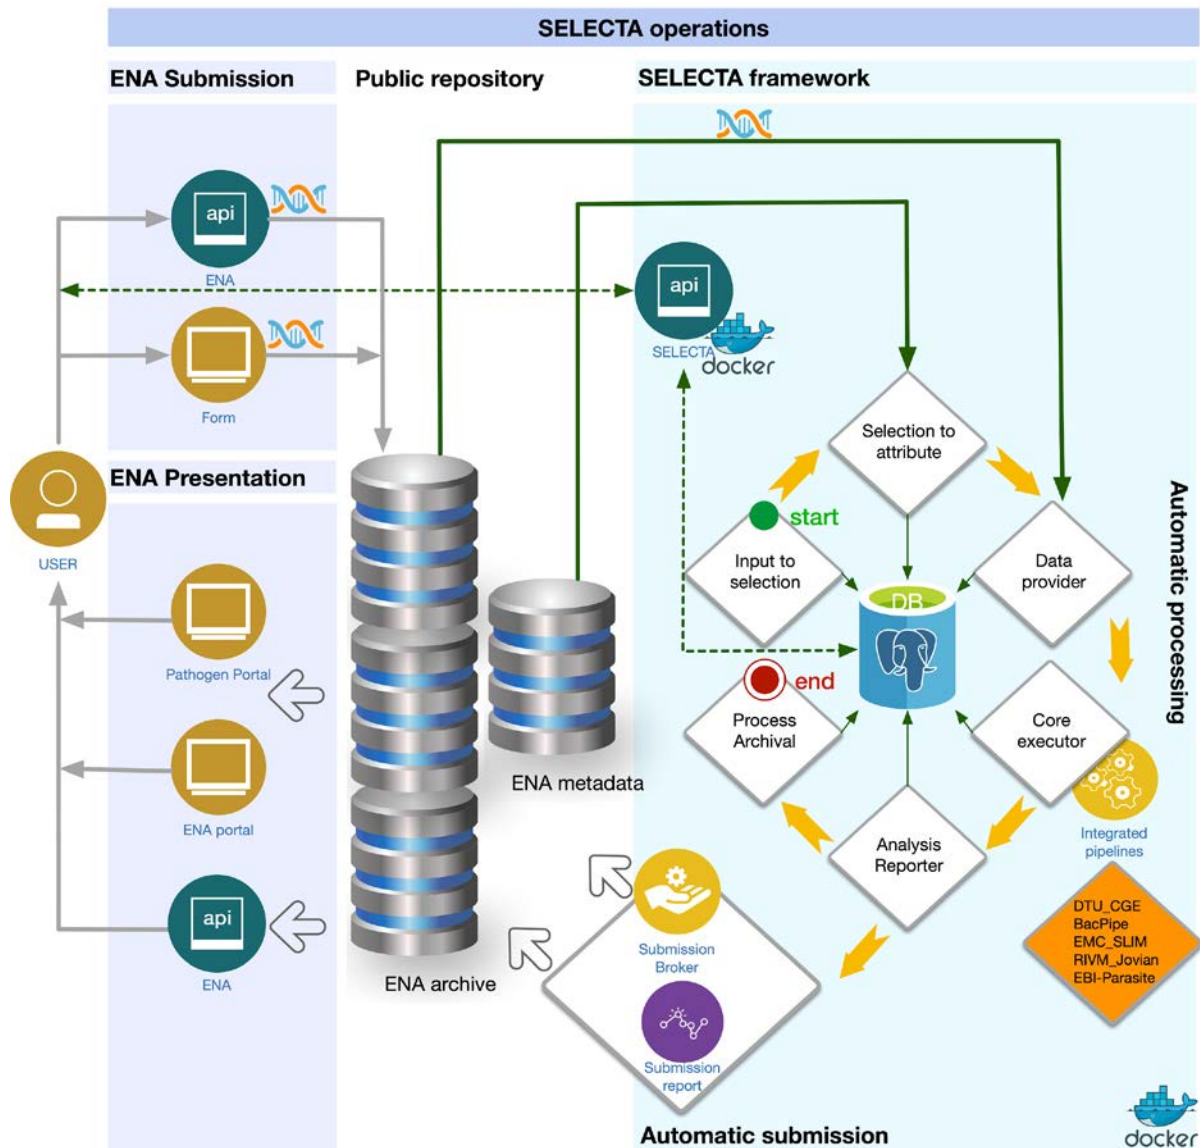 SELECTA operations
ENA Submission
Public repository
SELECTA framework
api
ENA
api
SELECTA
docker
Form
Selection to
attribute
ENA Presentation
start
USER
Input to
selection
Data
provider
DB
Automatic processing
Pathogen Portal
end
Process
Archival
Core
executor
ENA metadata
ENA portal
Analysis
Reporter
Integrated
pipelines
api
ENA
DTU_CGE
BacPipe
EMC_SLIM
RIVM_Jovian
EBI-Parasite
Submission
Broker
ENA archive
Submission
report
Automatic submission
docker